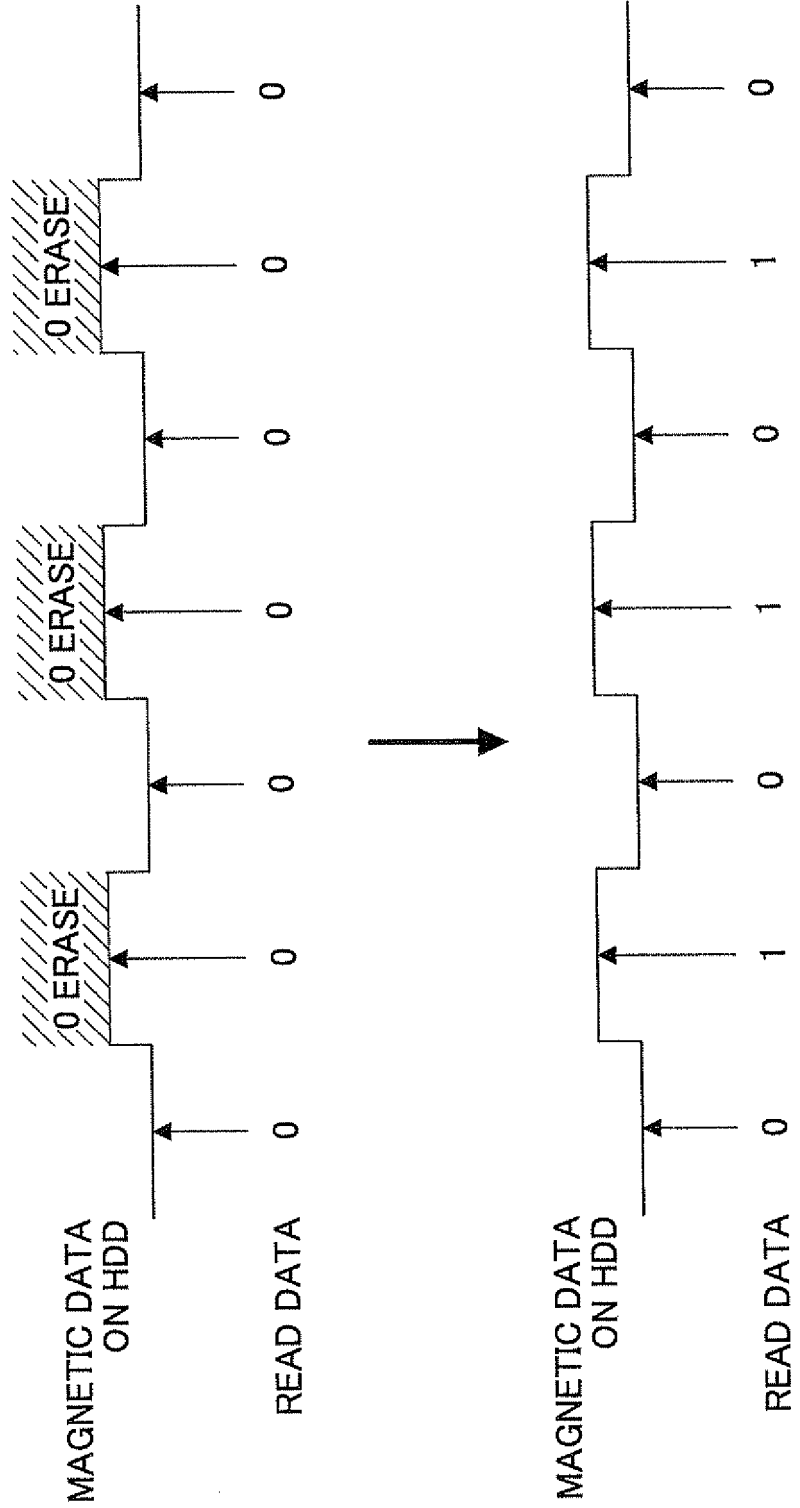 0 ERASE 0 ERASE 0 ERASE
MAGNETIC DATA
ON HDD
READ DATA 0 0 0 0 0 0 0
MAGNETIC DATA
ON HDD
READ DATA 0 1 0 1 0 1 0